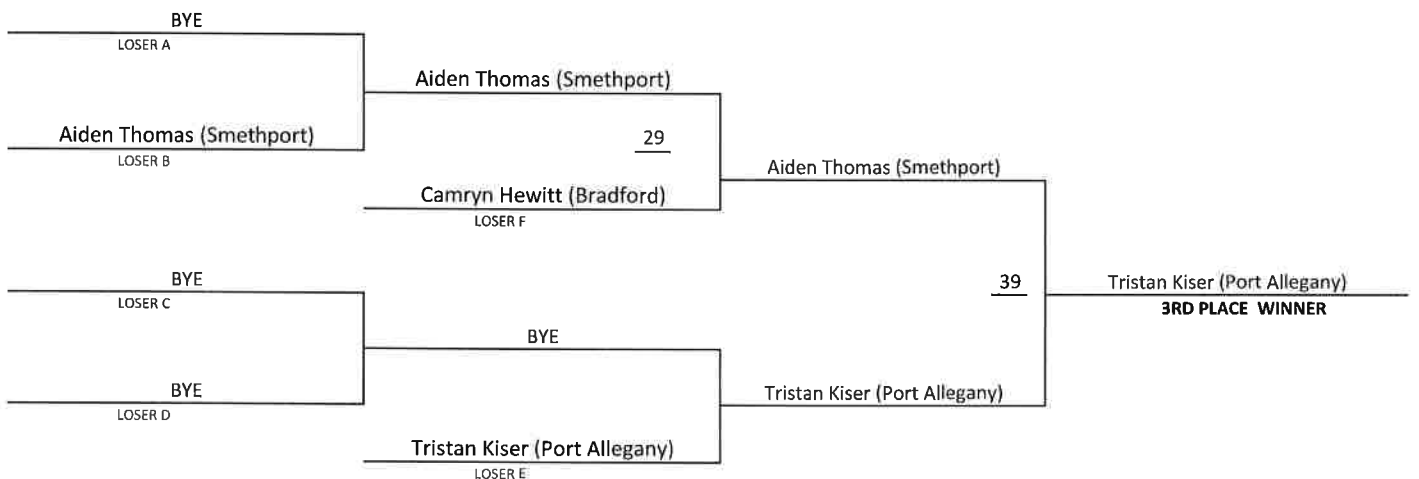 BYE
LOSER A
Aiden Thomas (Smethport)
Aiden Thomas (Smethport)
LOSER B
29
Aiden Thomas (Smethport)
Camryn Hewitt (Bradford)
LOSER F
BYE
LOSER C
39
Tristan Kiser (Port Allegany)
3RD PLACE WINNER
BYE
BYE
LOSER D
Tristan Kiser (Port Allegany)
Tristan Kiser (Port Allegany)
LOSER E